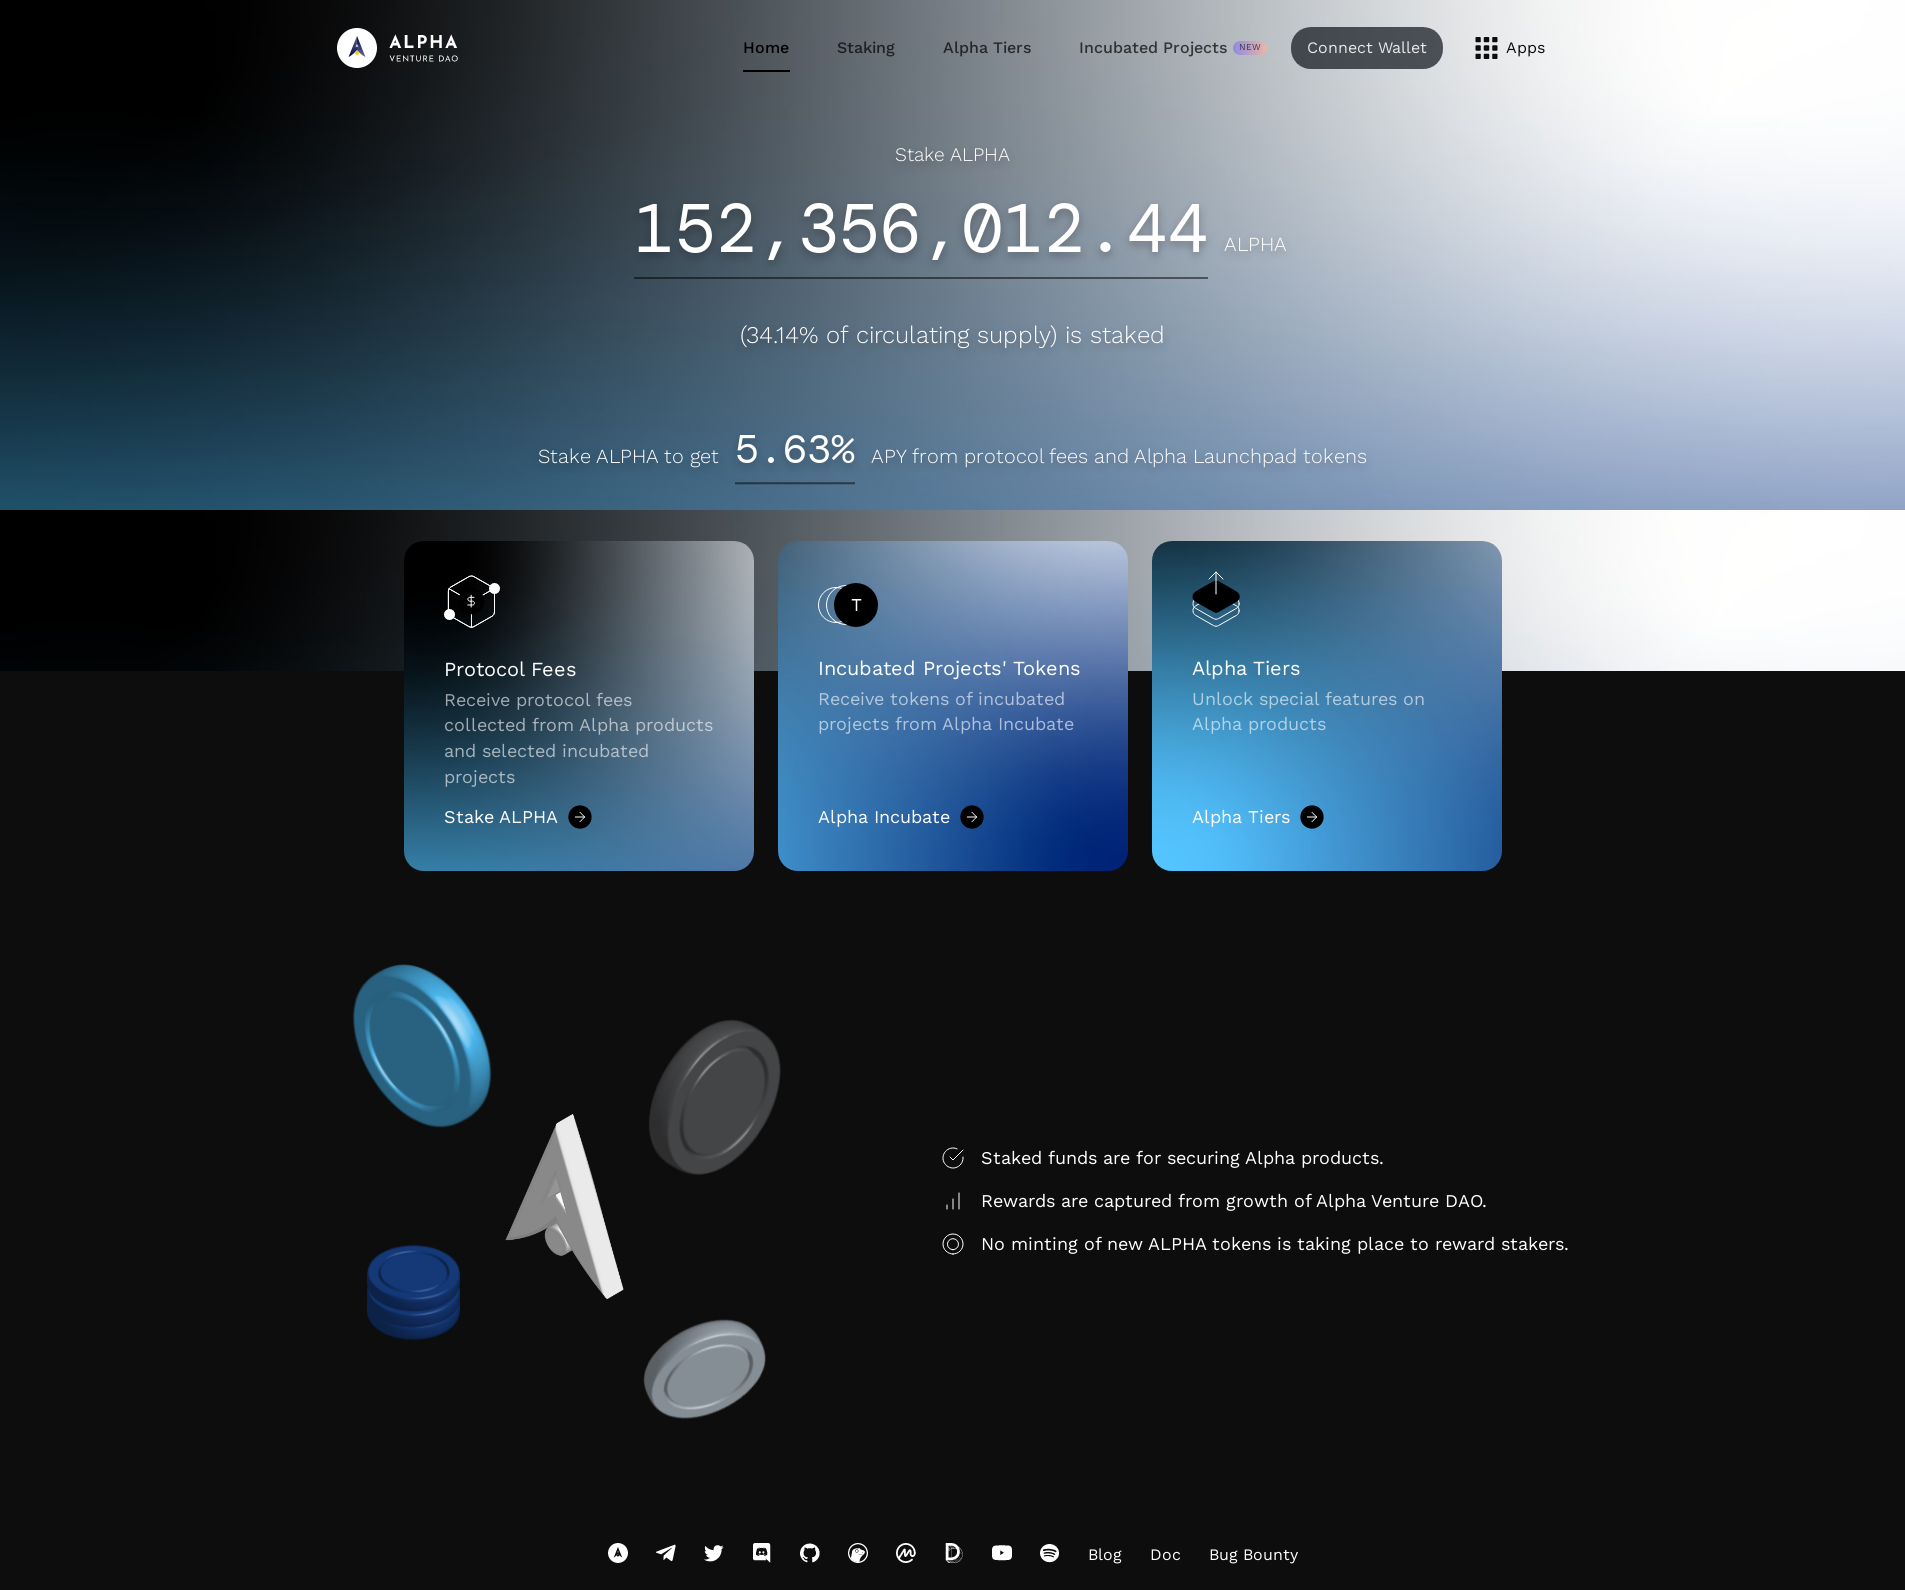 ALPHA
VENTURE DAO
Home
Staking
Alpha Tiers
Incubated Projects NEW
Connect Wallet
Apps
Stake ALPHA
152,356,012.44 ALPHA
(34.14% of circulating supply) is staked
Stake ALPHA to get 5.63% APY from protocol fees and Alpha Launchpad tokens
$
Protocol Fees
Receive protocol fees
collected from Alpha products
and selected incubated
projects
Stake ALPHA
T
Incubated Projects' Tokens
Receive tokens of incubated
projects from Alpha Incubate
Alpha Incubate
Alpha Tiers
Unlock special features on
Alpha products
Alpha Tiers
Staked funds are for securing Alpha products.
Rewards are captured from growth of Alpha Venture DAO.
No minting of new ALPHA tokens is taking place to reward stakers.
Blog
Doc
Bug Bounty